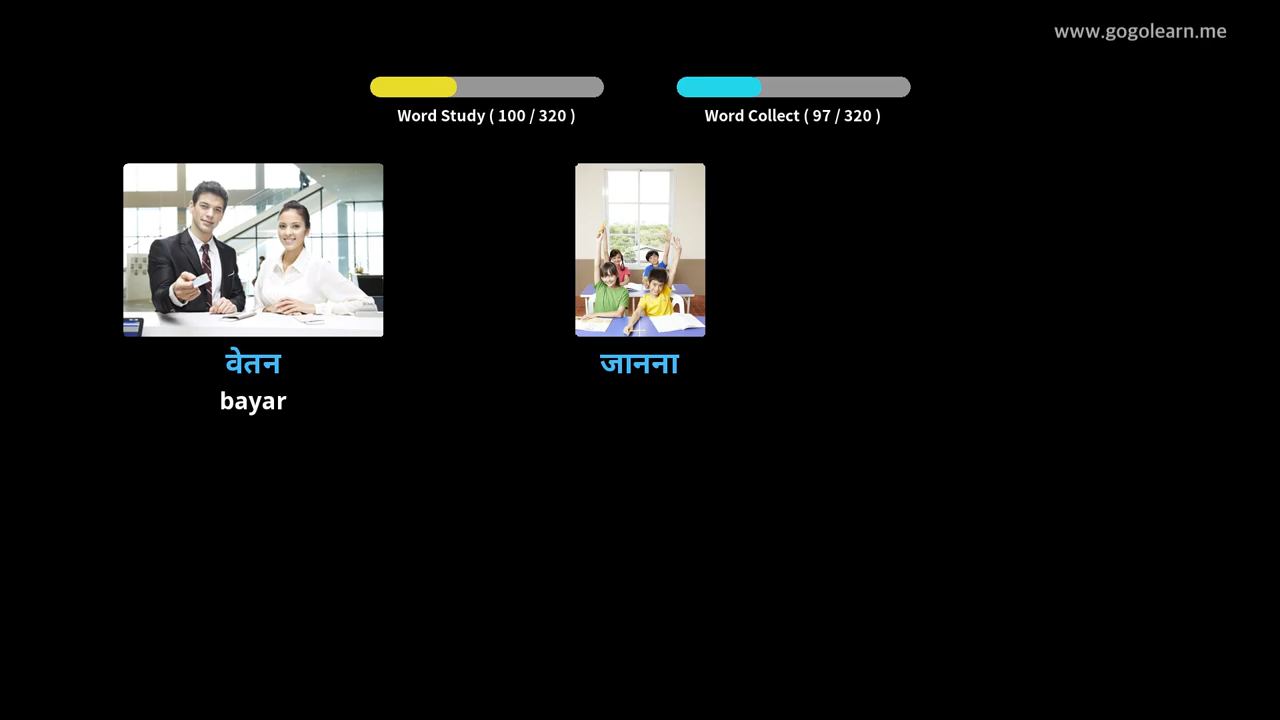 www.gogolearn.me
Word Study ( 100 / 320 )
Word Collect ( 97 / 320 )
वेतन
bayar
जानना